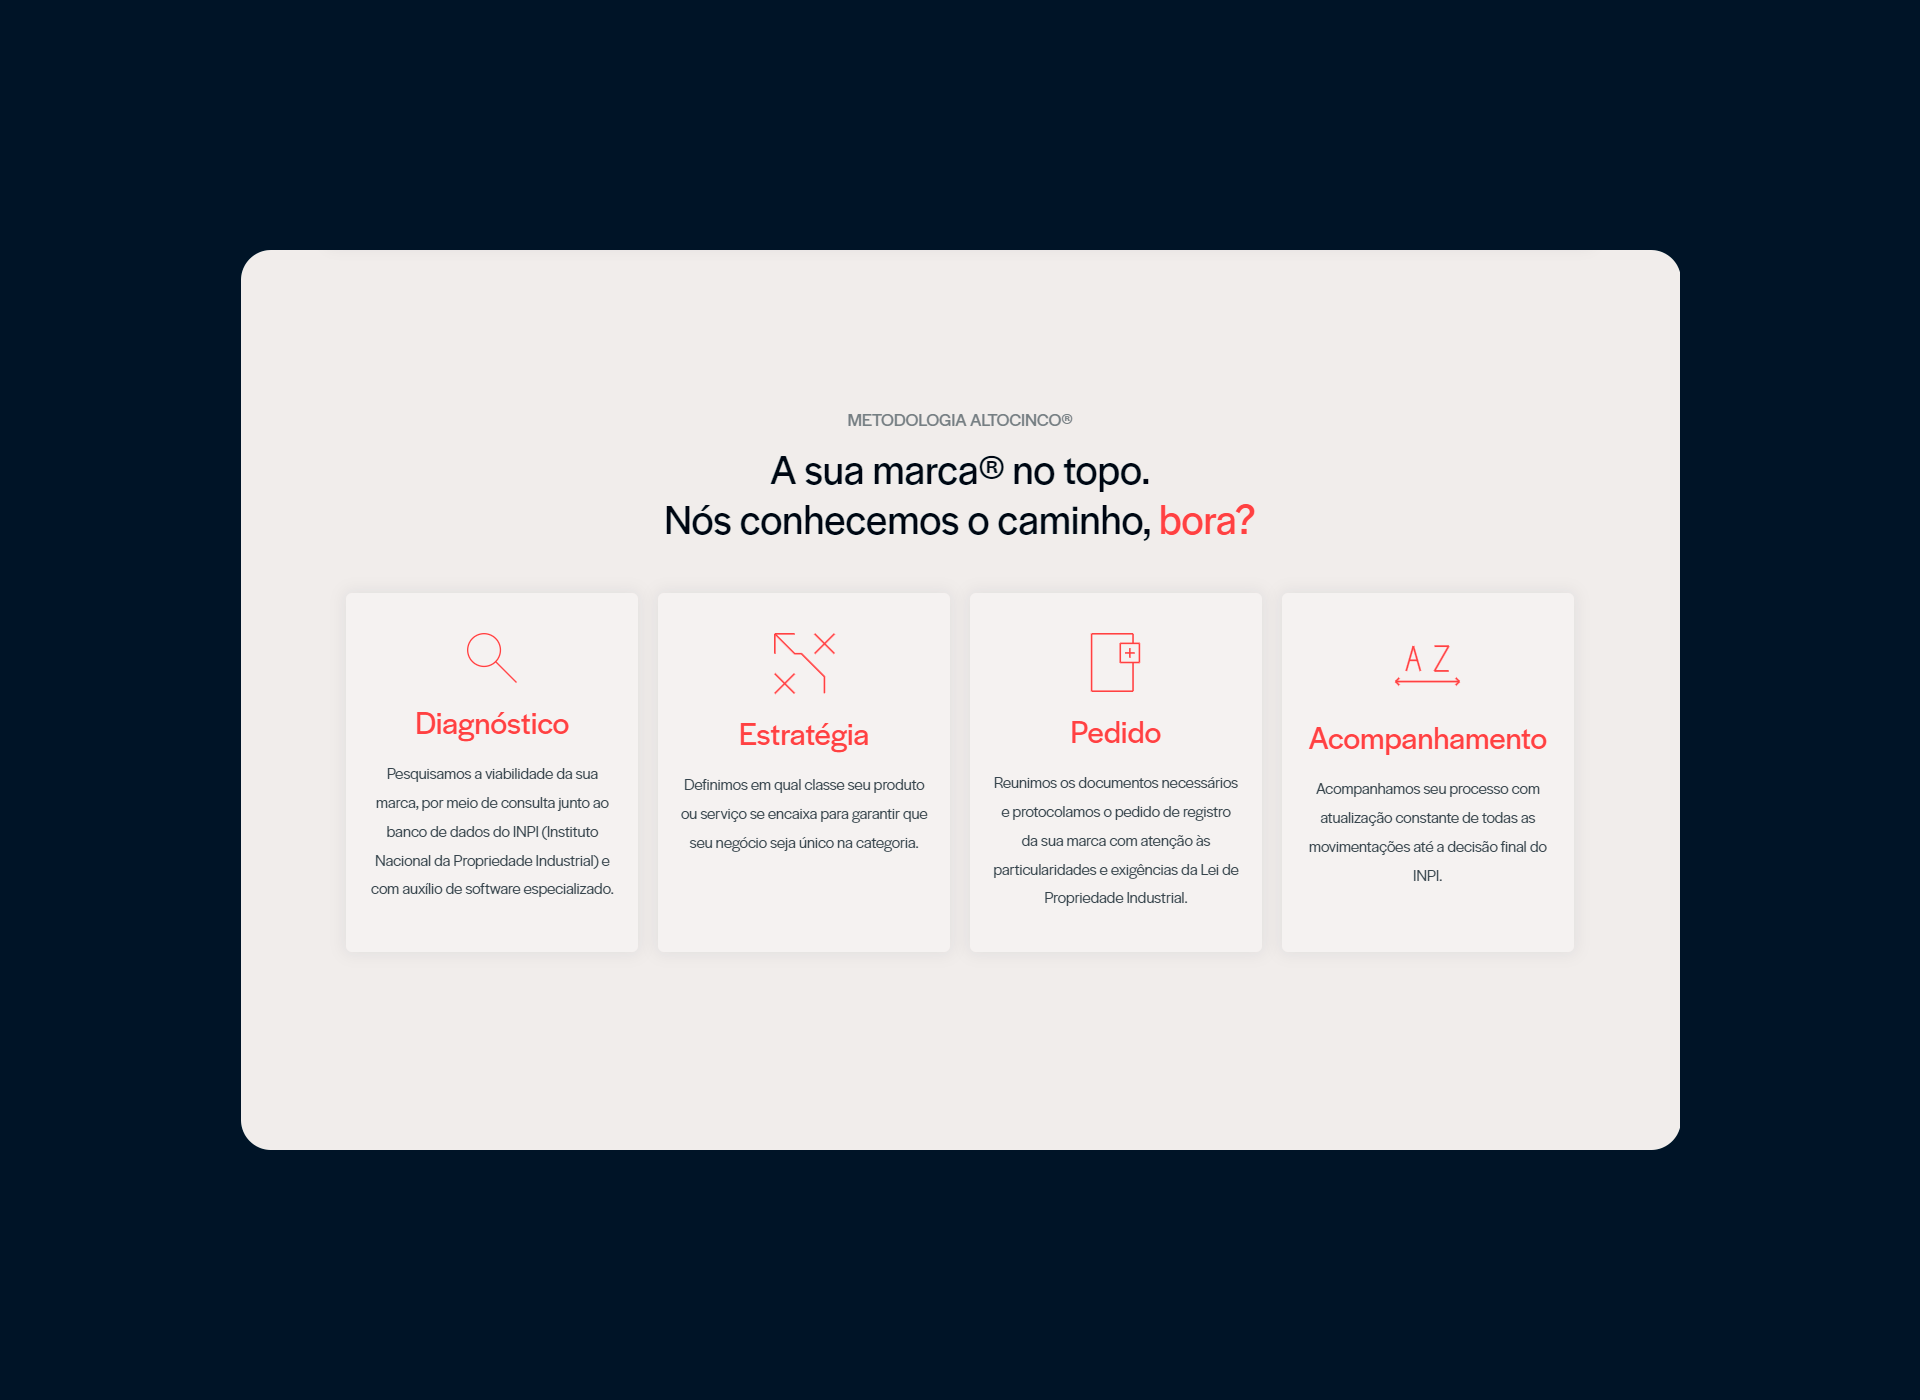 METODOLOGIA ALTOCINCO®
A sua marca® no topo.
Nós conhecemos o caminho, bora?
Diagnóstico
Pesquisamos a viabilidade da sua
marca, por meio de consulta junto ao
banco de dados do INPI (Instituto
Nacional da Propriedade Industrial) e
com auxílio de software especializado.
Estratégia
Definimos em qual classe seu produto
ou serviço se encaixa para garantir que
seu negócio seja único na categoria.
Pedido
Reunimos os documentos necessários
e protocolamos o pedido de registro
da sua marca com atenção às
particularidades e exigências da Lei de
Propriedade Industrial.
A Z
Acompanhamento
Acompanhamos seu processo com
atualização constante de todas as
movimentações até a decisão final do
INPI.